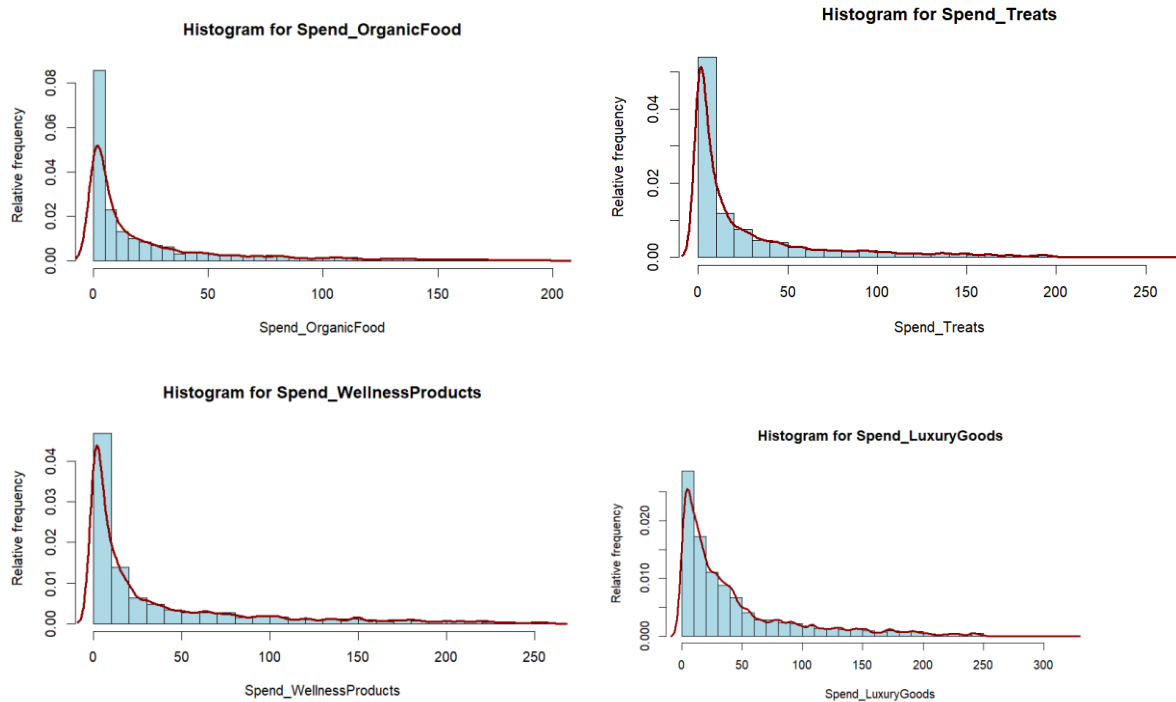 Histogram for Spend_OrganicFood
Relative frequency
0.00 0.02 0.04 0.06 0.08
0 50 100 150 200
Spend_OrganicFood
Histogram for Spend_Treats
Relative frequency
0.00 0.02 0.04
0 50 100 150 200 250
Spend_Treats
Histogram for Spend_WellnessProducts
Relative frequency
0.00 0.01 0.02 0.03 0.04
0 50 100 150 200 250
Spend_WellnessProducts
Histogram for Spend_LuxuryGoods
Relative frequency
0.000 0.010 0.020
0 50 100 150 200 250 300
Spend_LuxuryGoods